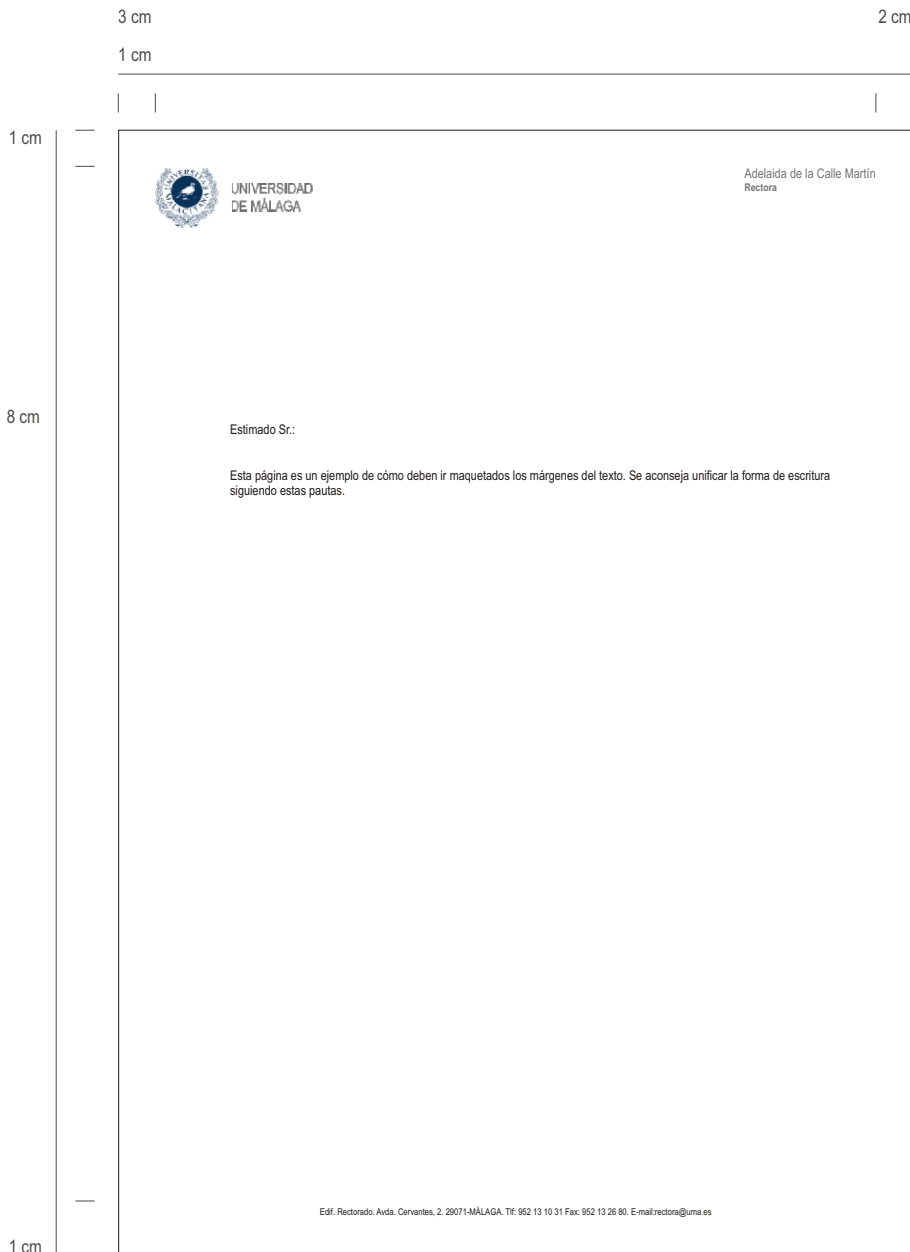 3 cm
2 cm
1 cm
1 cm
UNIVERSITAS MALACITANA
UNIVERSIDAD
DE MÁLAGA
Adelaida de la Calle Martín
Rectora
8 cm
Estimado Sr.:
Esta página es un ejemplo de cómo deben ir maquetados los márgenes del texto. Se aconseja unificar la forma de escritura
siguiendo estas pautas.
Edif. Rectorado. Avda. Cervantes, 2. 29071-MÁLAGA. Tlf: 952 13 10 31 Fax: 952 13 26 80. E-mail:rectora@uma.es
1 cm